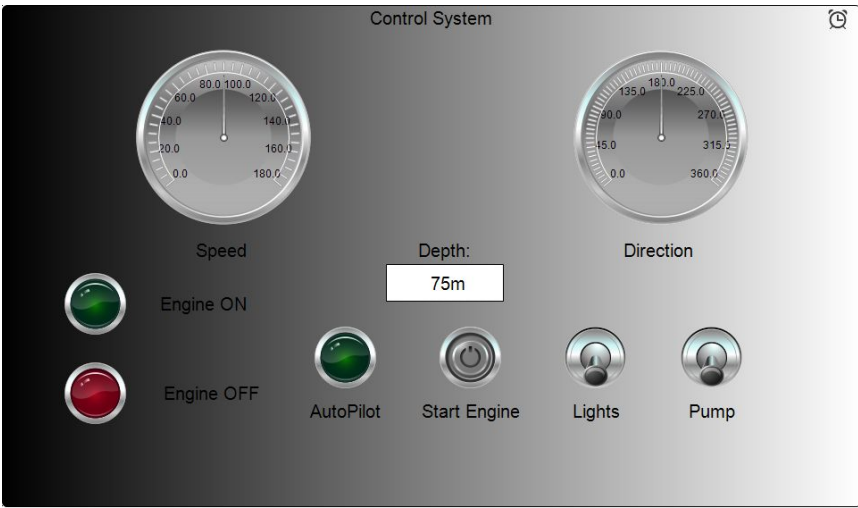 Control System
80.0 100.0
60.0 120.0
40.0 140.0
20.0 160.0
0.0 180.0
180.0
135.0 225.0
90.0 270.0
45.0 315.0
0.0 360.0
Speed
Depth:
Direction
75m
Engine ON
Engine OFF
AutoPilot
Start Engine
Lights
Pump